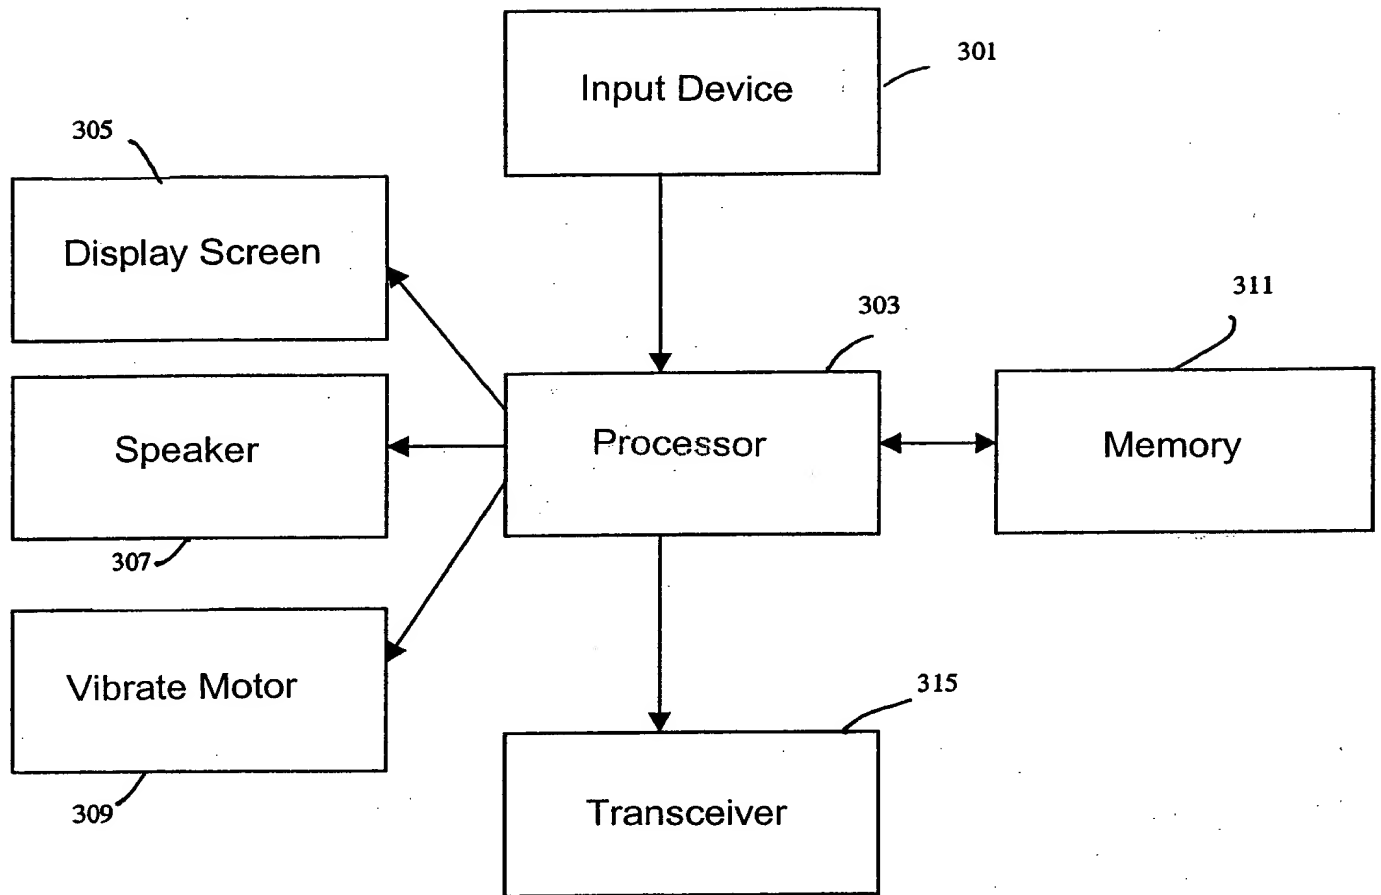 Input Device
301
305
Display Screen
303
311
Speaker
Processor
Memory
307
Vibrate Motor
315
309
Transceiver